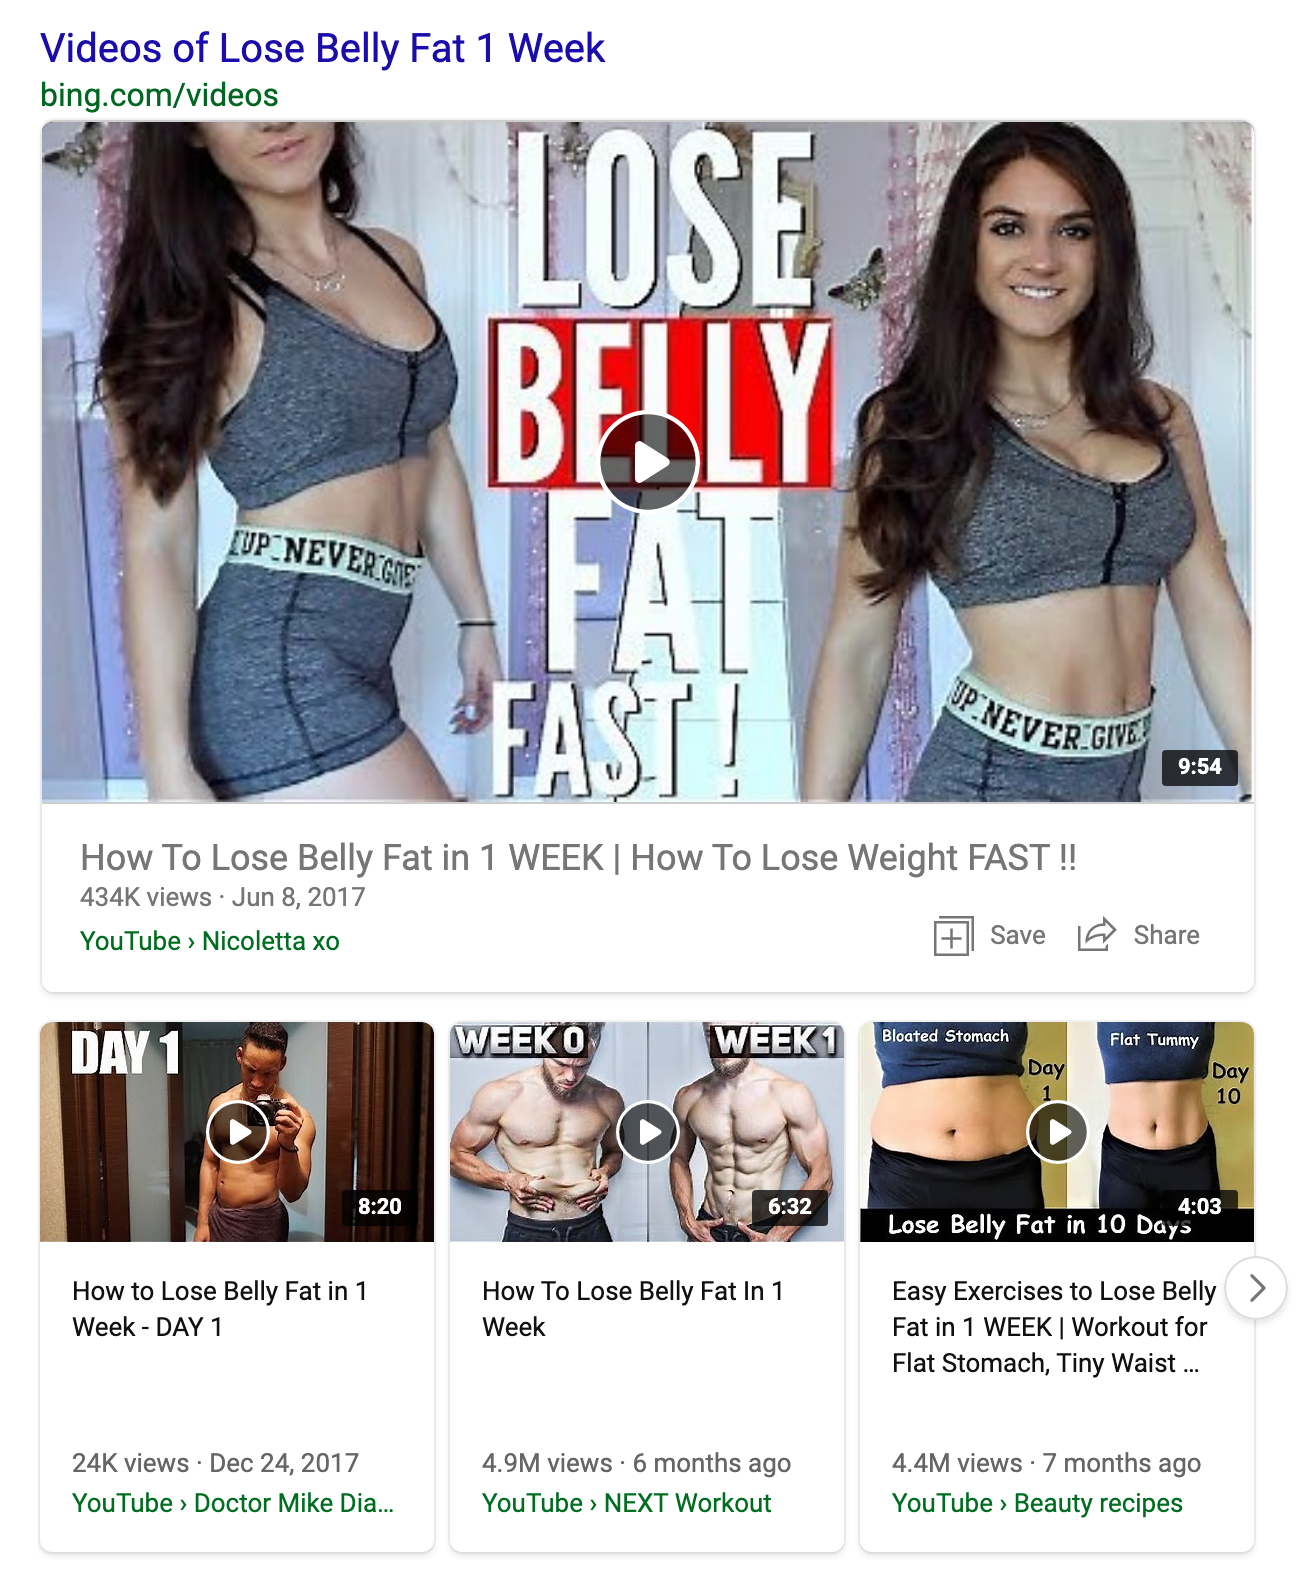 Videos of Lose Belly Fat 1 Week
bing.com/videos
LOSE
BELLY
FAT
FAST!
UP_NEVER_GIVE
UP_NEVER_GIVE
9:54
How To Lose Belly Fat in 1 WEEK | How To Lose Weight FAST !!
434K views · Jun 8, 2017
YouTube › Nicoletta xo
Save
Share
DAY 1
8:20
How to Lose Belly Fat in 1
Week - DAY 1
24K views · Dec 24, 2017
YouTube › Doctor Mike Dia...
WEEK 0
WEEK 1
6:32
How To Lose Belly Fat In 1
Week
4.9M views · 6 months ago
YouTube › NEXT Workout
Bloated Stomach
Flat Tummy
Day
1
Day
10
4:03
Lose Belly Fat in 10 Days
Easy Exercises to Lose Belly
Fat in 1 WEEK | Workout for
Flat Stomach, Tiny Waist ...
4.4M views · 7 months ago
YouTube › Beauty recipes